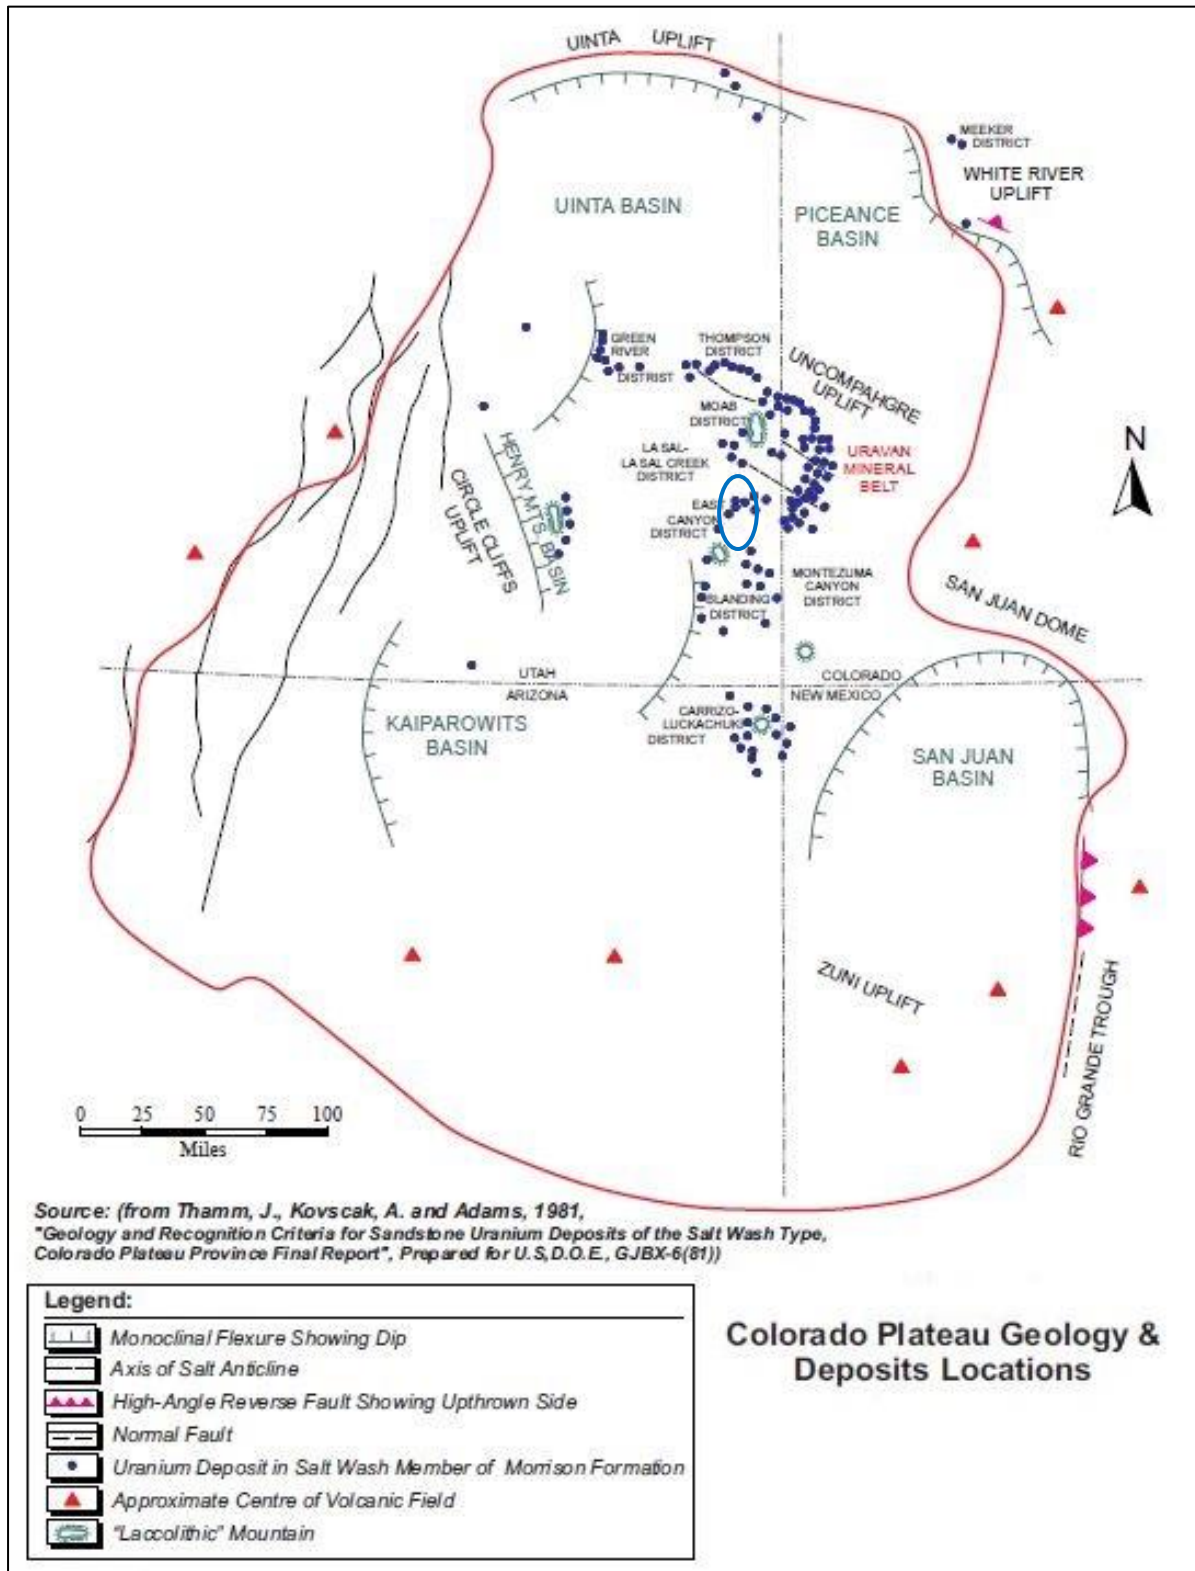 UINTA UPLIFT
MEEKER
DISTRICT
WHITE RIVER
UPLIFT
UINTA BASIN
PICEANCE
BASIN
GREEN
RIVER
DISTRIST
THOMPSON
DISTRICT
UNCOMPAHGRE
UPLIFT
MOAB
DISTRICT
N
LA SAL-
LA SAL CREEK
DISTRICT
URAVAN
MINERAL
BELT
HENRY MTS. BASIN
CIRCLE CLIFFS
UPLIFT
EAST
CANYON
DISTRICT
MONTEZUMA
CANYON
DISTRICT
BLANDING
DISTRICT
SAN JUAN DOME
UTAH
ARIZONA
COLORADO
NEW MEXICO
KAIPAROWITS
BASIN
CARRIZO-
LUCKACHUKI
DISTRICT
SAN JUAN
BASIN
ZUNI UPLIFT
RIO GRANDE TROUGH
0 25 50 75 100
Miles
Source: (from Thamm, J., Kovscak, A. and Adams, 1981,
"Geology and Recognition Criteria for Sandstone Uranium Deposits of the Salt Wash Type,
Colorado Plateau Province Final Report", Prepared for U.S,D.O.E., GJBX-6(81))
Legend:
Monoclinal Flexure Showing Dip
Axis of Salt Anticline
High-Angle Reverse Fault Showing Upthrown Side
Normal Fault
Uranium Deposit in Salt Wash Member of Morrison Formation
Approximate Centre of Volcanic Field
"Laccolithic" Mountain
Colorado Plateau Geology &
Deposits Locations